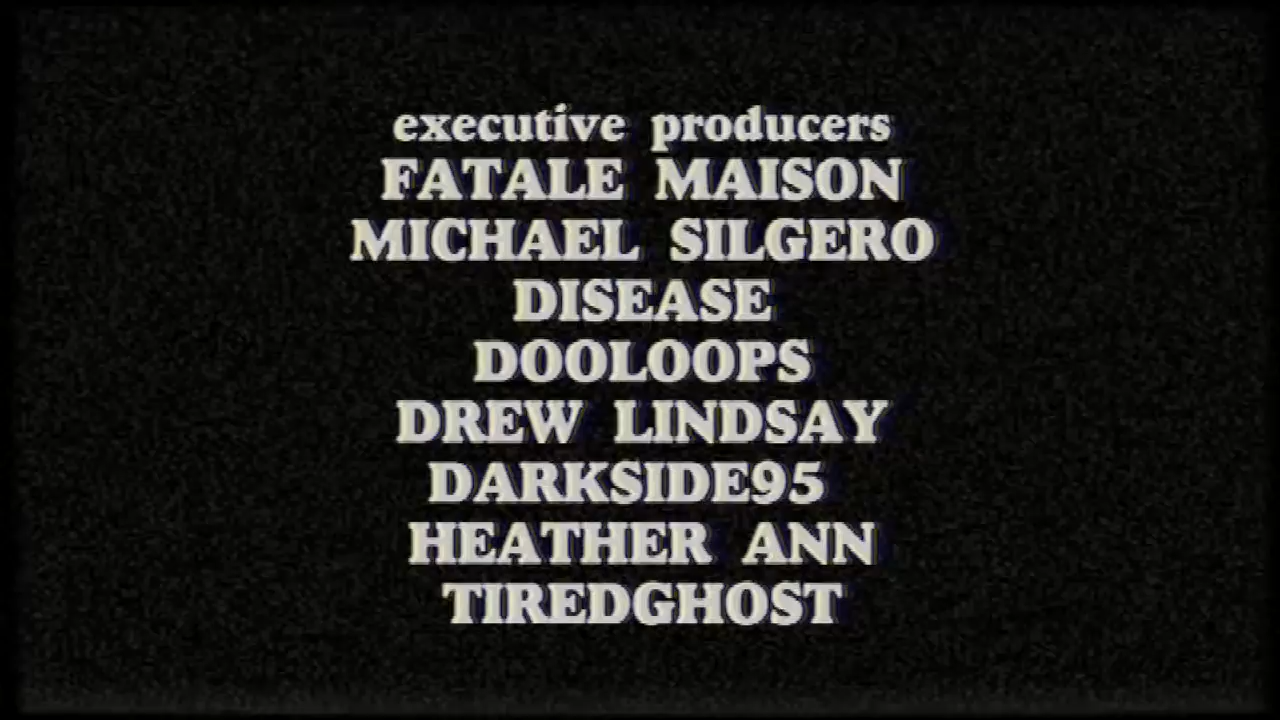 executive producers
FATALE MAISON
MICHAEL SILGERO
DISEASE
DOOLOOPS
DREW LINDSAY
DARKSIDE95
HEATHER ANN
TIREDGHOST